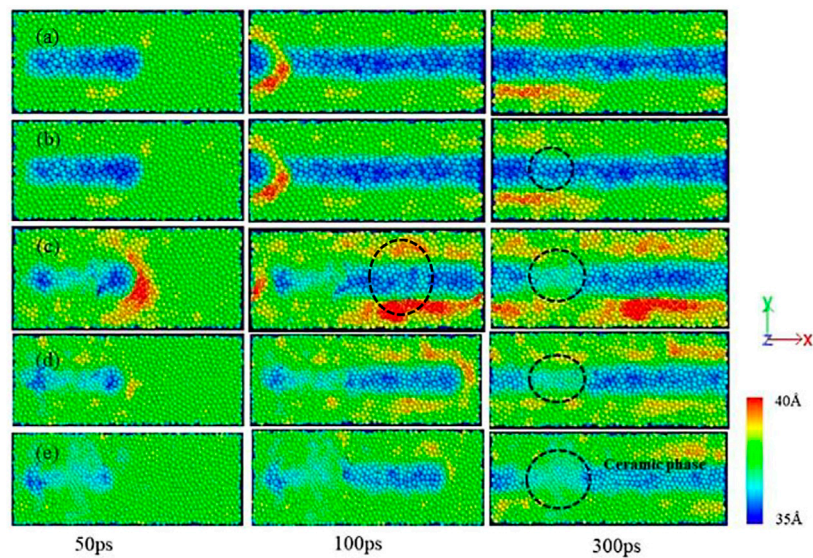 (a)
(b)
(c)
(d)
(e)
Ceramic phase
50ps
100ps
300ps
y
z
x
40Å
35Å